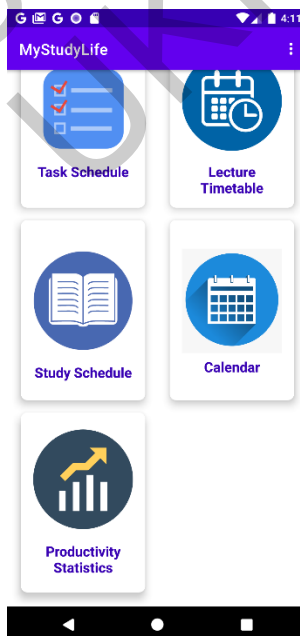 4:11
MyStudyLife
Task Schedule
Lecture
Timetable
Study Schedule
Calendar
Productivity
Statistics